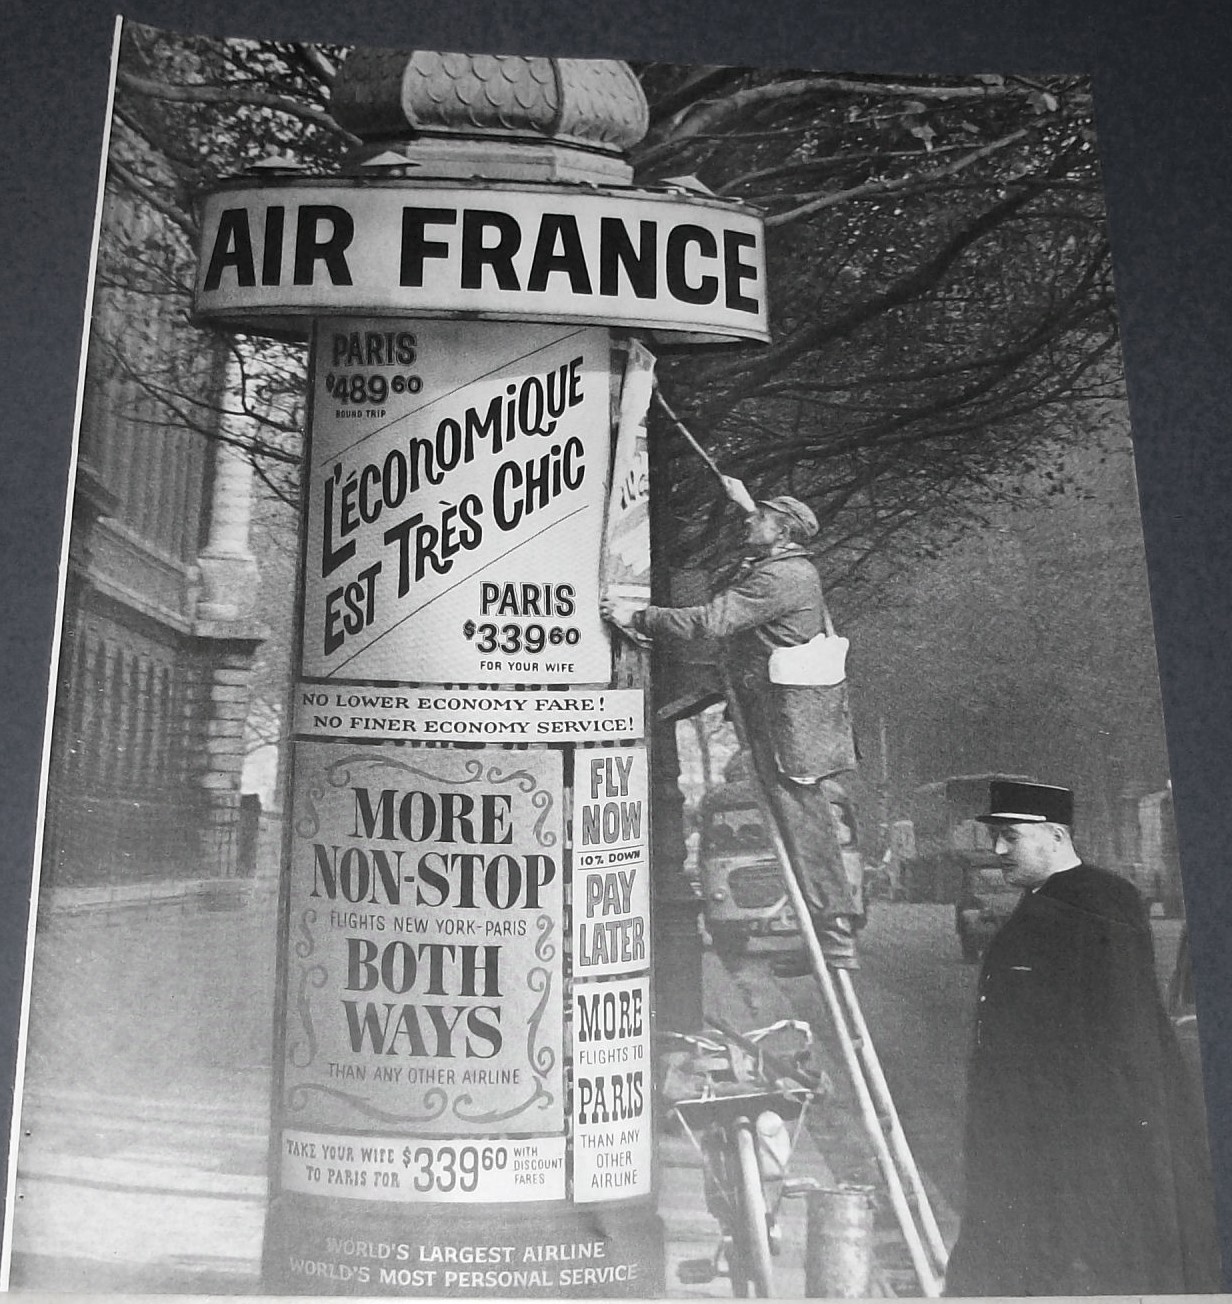 AIR FRANCE
PARIS
$489 60
ROUND TRIP
L'ÉCONOMIQUE
EST TRÈS CHIC
PARIS
$339 60
FOR YOUR WIFE
NO LOWER ECONOMY FARE!
NO FINER ECONOMY SERVICE!
MORE
NON-STOP
FLIGHTS NEW YORK-PARIS
BOTH
WAYS
THAN ANY OTHER AIRLINE
FLY
NOW
10% DOWN
PAY
LATER
MORE
FLIGHTS TO
PARIS
THAN ANY
OTHER
AIRLINE
TAKE YOUR WIFE
TO PARIS FOR
$339 60
WITH
DISCOUNT
FARES
WORLD'S LARGEST AIRLINE
WORLD'S MOST PERSONAL SERVICE